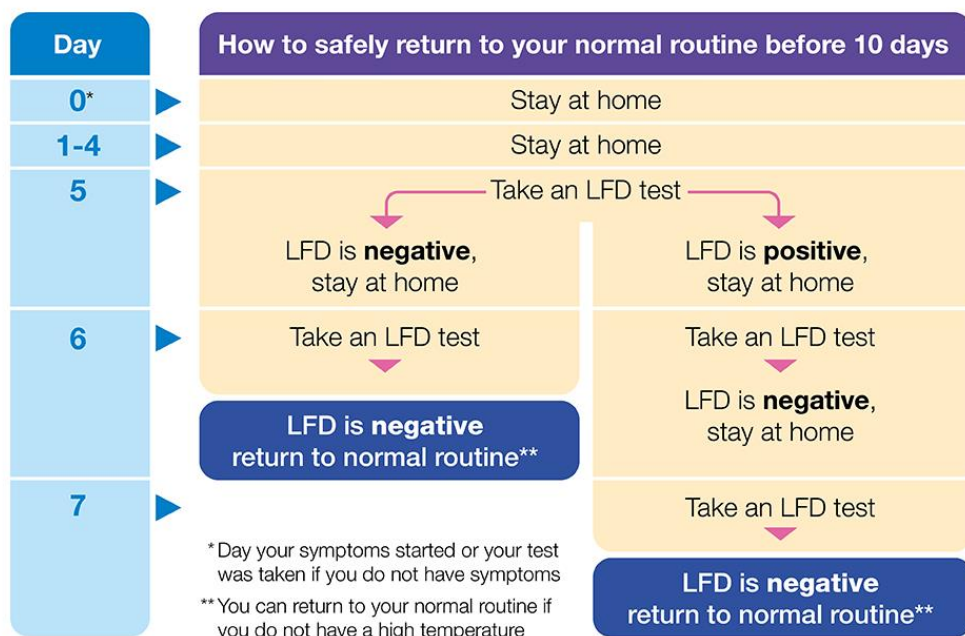 Day
How to safely return to your normal routine before 10 days
0*
Stay at home
1-4
Stay at home
5
Take an LFD test
LFD is negative,
stay at home
LFD is positive,
stay at home
6
Take an LFD test
LFD is negative
return to normal routine**
Take an LFD test
LFD is negative,
stay at home
7
Take an LFD test
LFD is negative
return to normal routine**
* Day your symptoms started or your test
was taken if you do not have symptoms
** You can return to your normal routine if
you do not have a high temperature